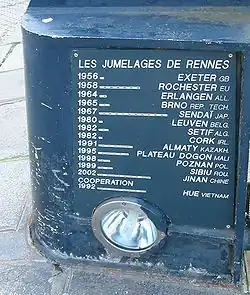 LES JUMELAGES DE RENNES
1956 EXETER GB
1958 ROCHESTER EU
1964 ERLANGEN ALL.
1965 BRNO REP. TECH.
1967 SENDAÏ JAP.
1980 LEUVEN BELG.
1982 SETIF ALG.
1982 CORK IRL.
1991 ALMATY KAZAKH.
1995 PLATEAU DOGON MALI
1998 POZNAN POL.
1999 SIBIU ROU.
2002 JINAN CHINE
COOPERATION
1992 HUE VIETNAM